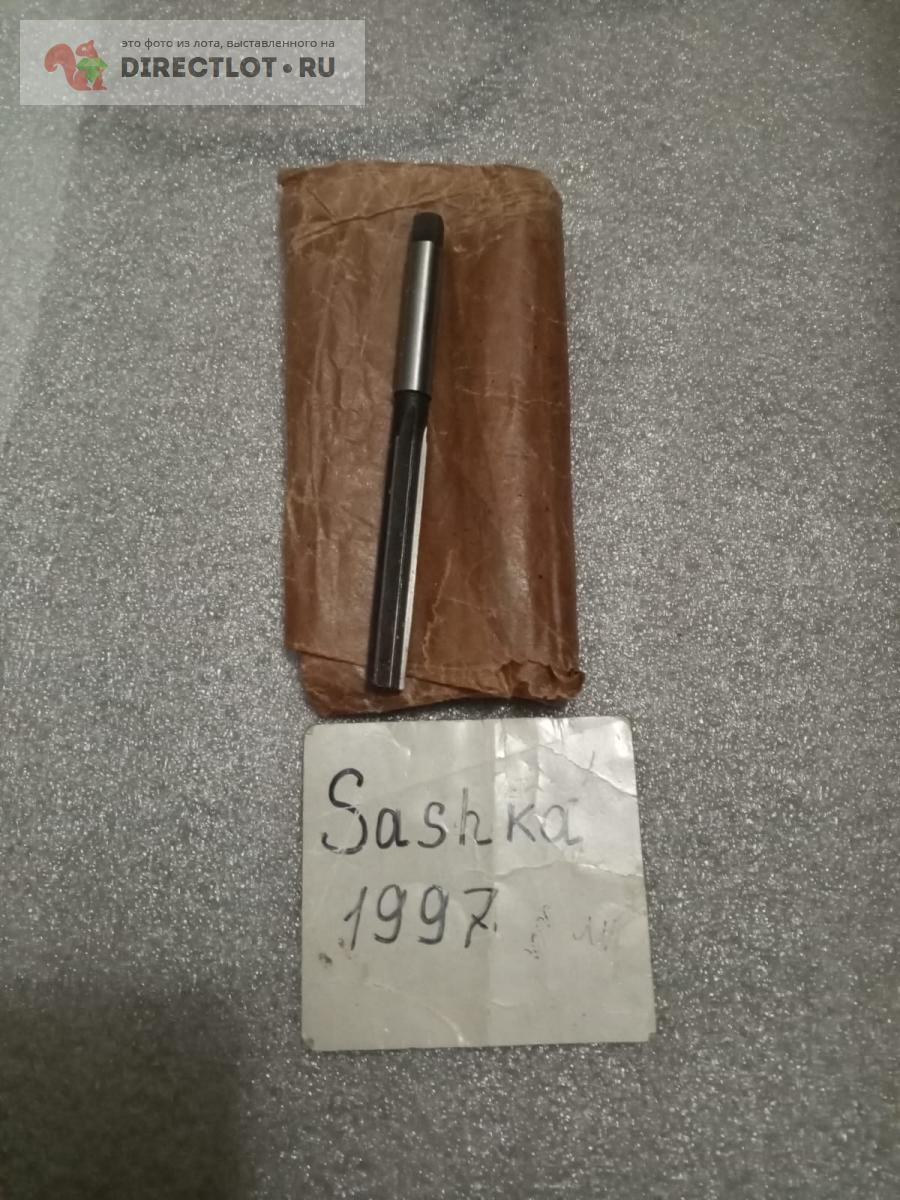 это фото из лота, выставленного на
DIRECTLOT.RU
Sashka
1997